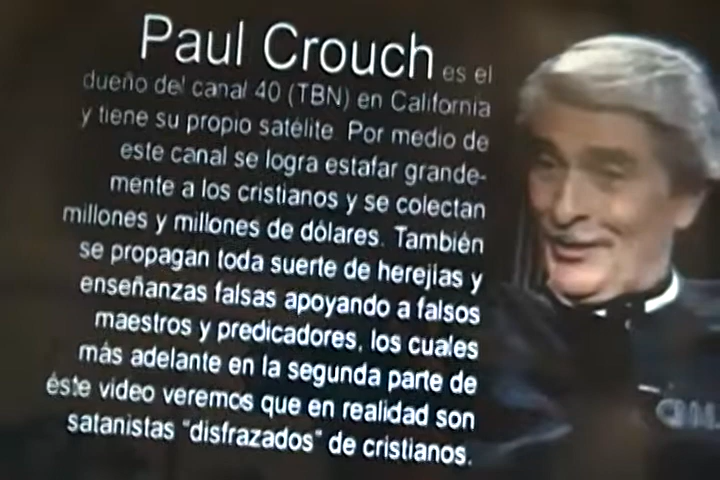 Paul Crouch es el
dueño del canal 40 (TBN) en California
y tiene su propio satélite. Por medio de
este canal se logra estafar grande-
mente a los cristianos y se colectan
millones y millones de dólares. También
se propagan toda suerte de herejias y
enseñanzas falsas apoyando a falsos
maestros y predicadores, los cuales
más adelante en la segunda parte de
éste video veremos que en realidad son
satanistas "disfrazados" de cristianos.